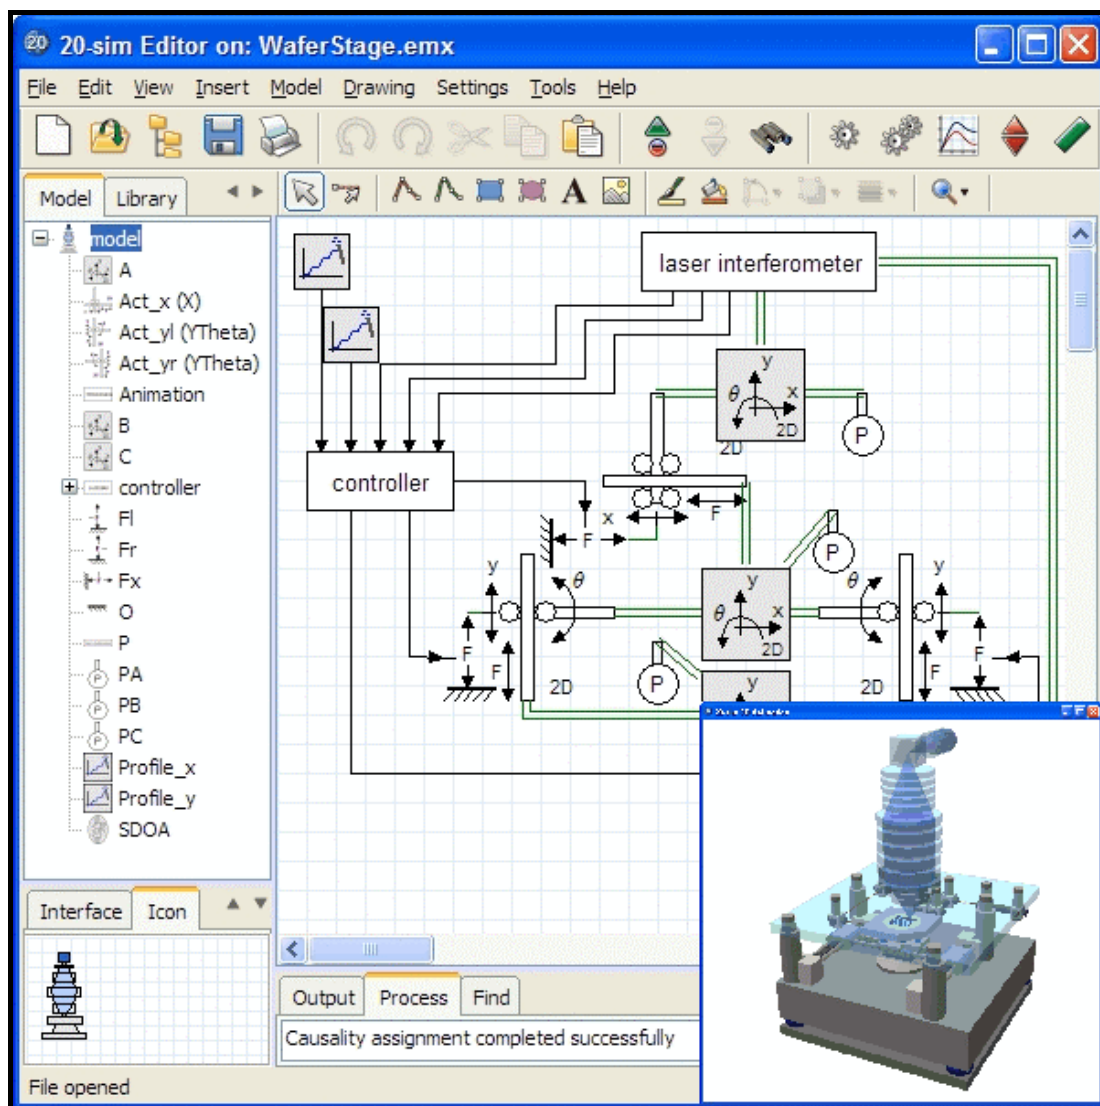 20-sim Editor on: WaferStage.emx
File Edit View Insert Model Drawing Settings Tools Help
Model Library
model
A
Act_x (X)
Act_yl (YTheta)
Act_yr (YTheta)
Animation
B
C
controller
Fl
Fr
Fx
O
P
PA
PB
PC
Profile_x
Profile_y
SDOA
Interface Icon
laser interferometer
y
θ x
2D
2D
P
controller
x F
F
P
y θ
y
θ x
2D
θ y
F F
2D
P
y
2D
F F
Output Process Find
Causality assignment completed successfully
File opened